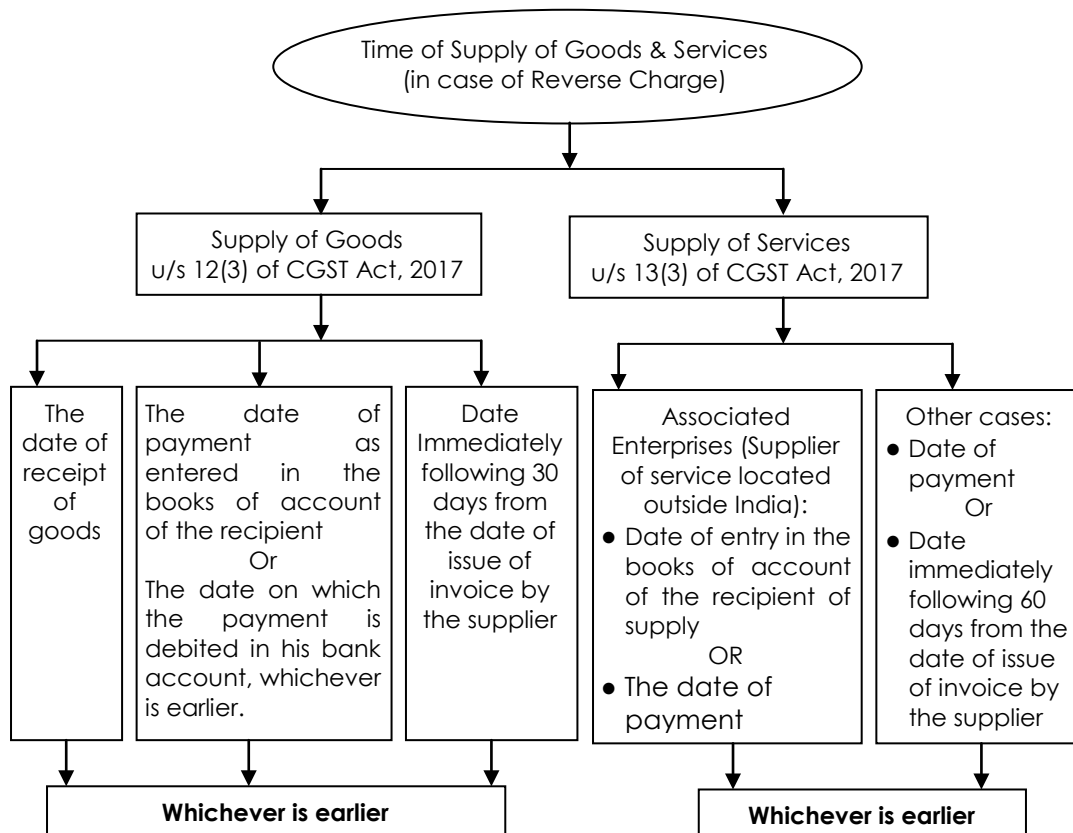 Time of Supply of Goods & Services
(in case of Reverse Charge)
Supply of Goods
u/s 12(3) of CGST Act, 2017
Supply of Services
u/s 13(3) of CGST Act, 2017
The
date of
receipt
of
goods
The date of
payment as
entered in the
books of account
of the recipient
Or
The date on which
the payment is
debited in his bank
account, whichever
is earlier.
Date
Immediately
following 30
days from
the date of
issue of
invoice by
the supplier
Associated
Enterprises (Supplier
of service located
outside India):
● Date of entry in the
books of account
of the recipient of
supply
OR
● The date of
payment
Other cases:
● Date of
payment
Or
● Date
immediately
following 60
days from the
date of issue
of invoice by
the supplier
Whichever is earlier
Whichever is earlier